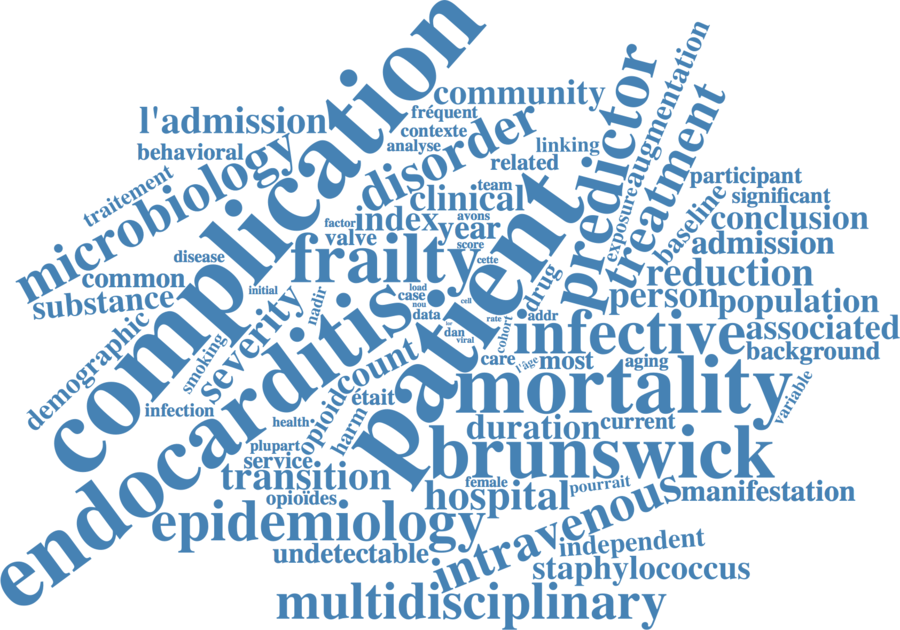 complication
community
l'admission
fréquent
contexte
analyse
behavioral
microbiology
disorder
linking
related
predictor
augmentation
treatment
traitement
team
clinical
participant
significant
factor
index
avons
year
valve
score
exposure
baseline
conclusion
admission
disease
frailty
cette
patient
common
substance
initial
nadir
load
case
nou
data
cell
drug
addr
reduction
person
population
demographic
smoking
severity
endocarditis
dan
viral
rate
cohort
infective
associated
background
infection
count
opioid
care
l'âge
most
aging
était
mortality
variable
health
harm
plupart
service
duration
current
brunswick
transition
opioïdes
female
hospital
pourrait
intravenous
manifestation
epidemiology
undetectable
independent
staphylococcus
multidisciplinary